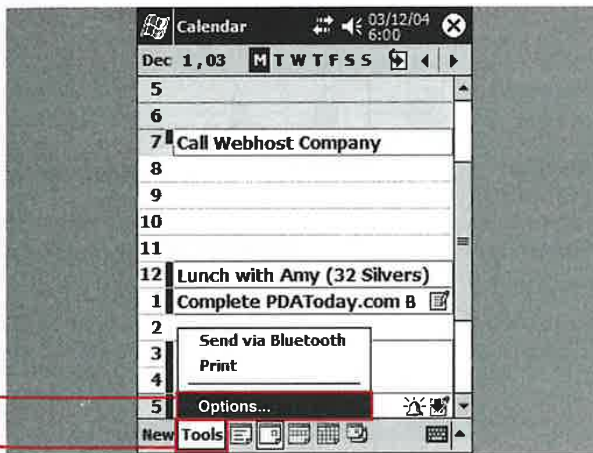 Calendar 03/12/04
6:00
Dec 1,03 M T W T F S S
5
6
7 Call Webhost Company
8
9
10
11
12 Lunch with Amy (32 Silvers)
1 Complete PDAToday.com B
2
Send via Bluetooth
3
Print
4
5 Options...
New Tools